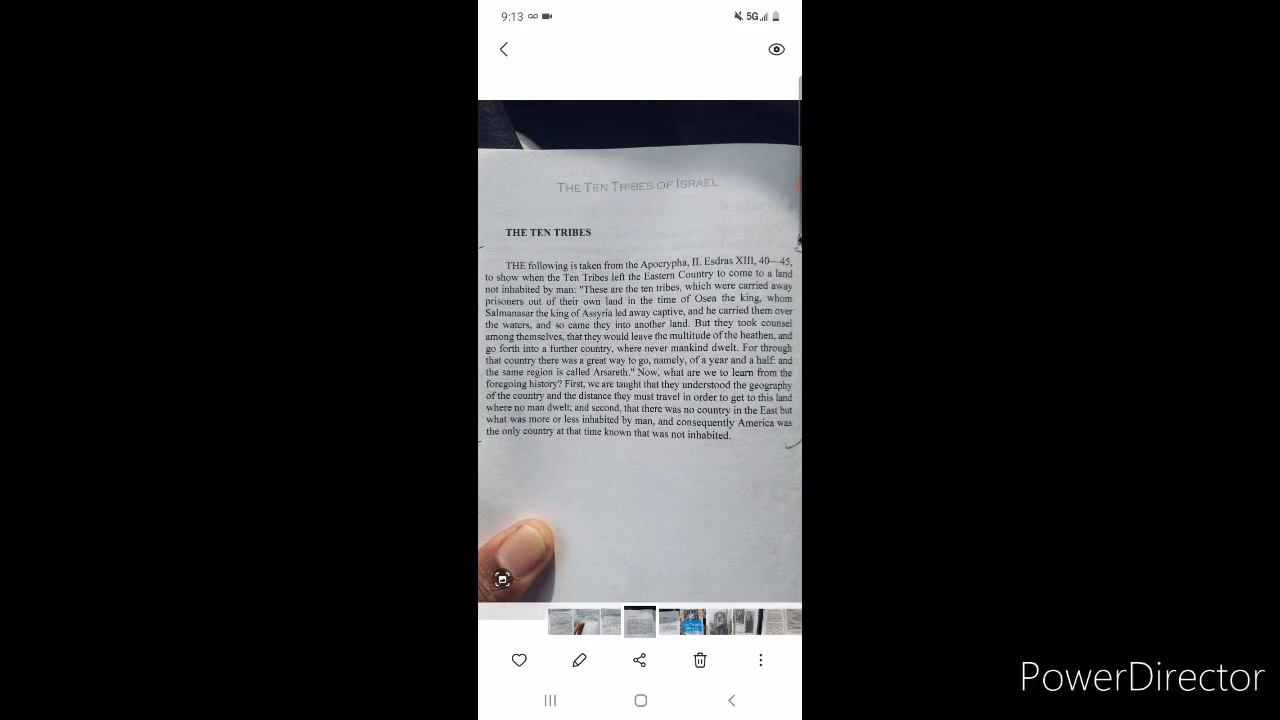 9:13
5G
THE TEN TRIBES OF ISRAEL
THE TEN TRIBES
THE following is taken from the Apocrypha, II. Esdras XIII, 40—45,
to show when the Ten Tribes left the Eastern Country to come to a land
not inhabited by man: "These are the ten tribes, which were carried away
prisoners out of their own land in the time of Osea the king, whom
Salmanasar the king of Assyria led away captive, and he carried them over
the waters, and so came they into another land. But they took counsel
among themselves, that they would leave the multitude of the heathen, and
go forth into a further country, where never mankind dwelt. For through
that country there was a great way to go, namely, of a year and a half: and
the same region is called Arsareth." Now, what are we to learn from the
foregoing history? First, we are taught that they understood the geography
of the country and the distance they must travel in order to get to this land
where no man dwelt; and second, that there was no country in the East but
what was more or less inhabited by man, and consequently America was
the only country at that time known that was not inhabited.
PowerDirector